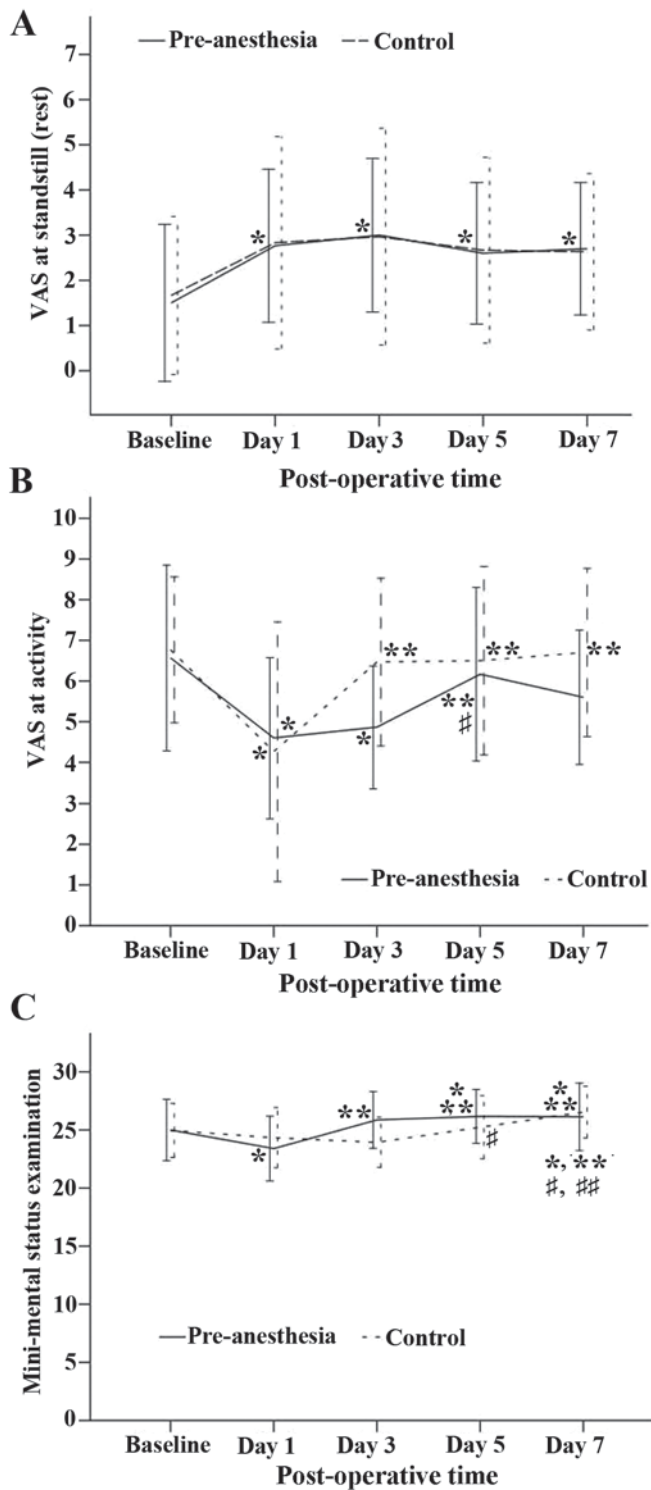 A
Pre-anesthesia Control
7
6
5
4
3
2
1
0
VAS at standstill (rest)
* * * *
Baseline Day 1 Day 3 Day 5 Day 7
Post-operative time
B
10
9
8
7
6
5
4
3
2
1
0
VAS at activity
** ** **
*
* *
**
♯
Pre-anesthesia Control
Baseline Day 1 Day 3 Day 5 Day 7
Post-operative time
C
30
25
20
15
10
5
0
Mini-mental status examination
* *
** ** **
*
♯
*, **
♯, ♯♯
Pre-anesthesia Control
Baseline Day 1 Day 3 Day 5 Day 7
Post-operative time